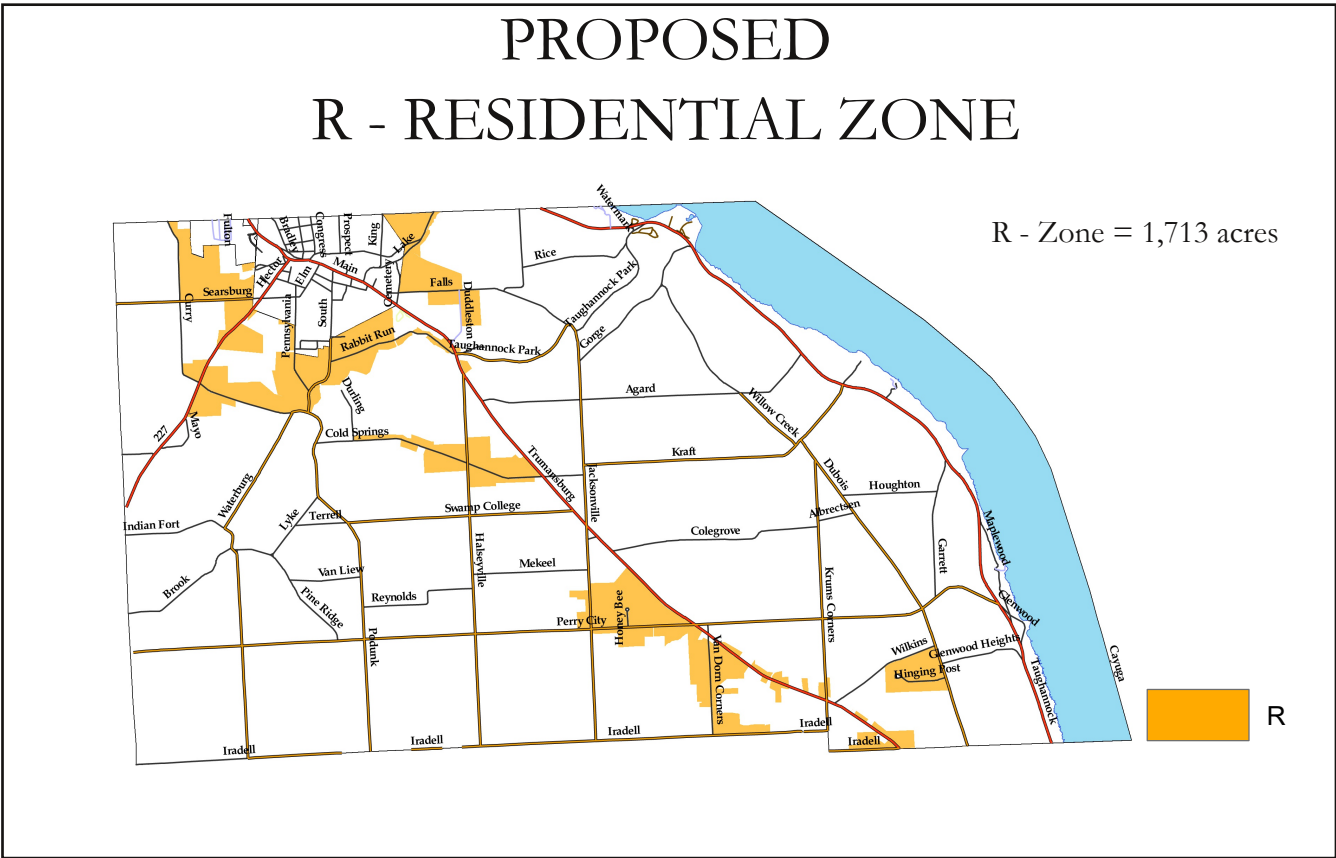 PROPOSED
R - RESIDENTIAL ZONE
R - Zone = 1,713 acres
Waterman
Fulton
Bradley
Congress
Prospect
King
Lake
Rice
Hector
Elm
Main
Cemetery
Falls
Taughannock Park
Searsburg
Curry
Pennsylvania
South
Duddleston
Gorge
Rabbit Run
Taughannock Park
Durling
Agard
Willow Creek
Mayo
227
Cold Springs
Kraft
Trumansburg
Jacksonville
Dubois
Houghton
Waterburg
Indian Fort
Lyke
Terrell
Swamp College
Albrectsen
Colegrove
Maplewood
Halseyville
Garrett
Brook
Van Liew
Mekeel
Krums Corners
Pine Ridge
Reynolds
Honey Bee
Glenwood
Perry City
Podunk
Van Dorn Corners
Wilkins
Glenwood Heights
Hinging Post
Cayuga
Taughannock
R
Iradell
Iradell
Iradell
Iradell
Iradell